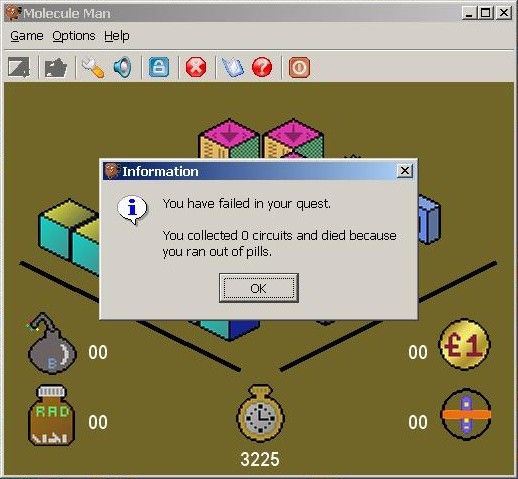 Molecule Man
Game Options Help
Information
You have failed in your quest.
You collected 0 circuits and died because
you ran out of pills.
OK
B
00
00
£1
RAD
00
00
3225